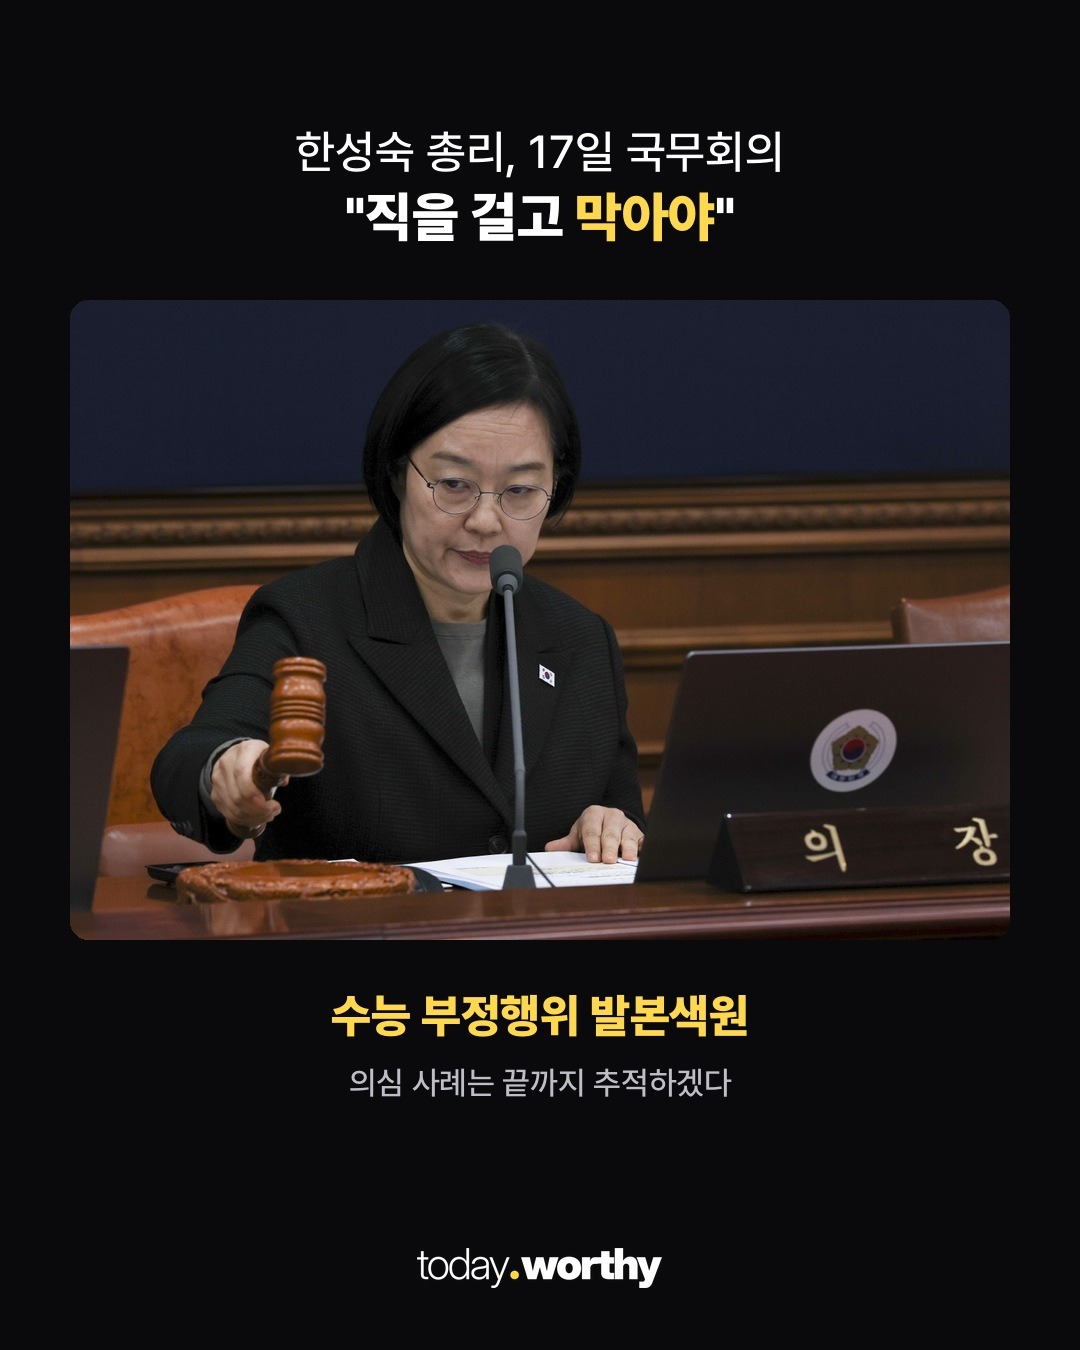 한성숙 총리, 17일 국무회의
"직을 걸고 막아야"
의 장
수능 부정행위 발본색원
의심 사례는 끝까지 추적하겠다
today.worthy